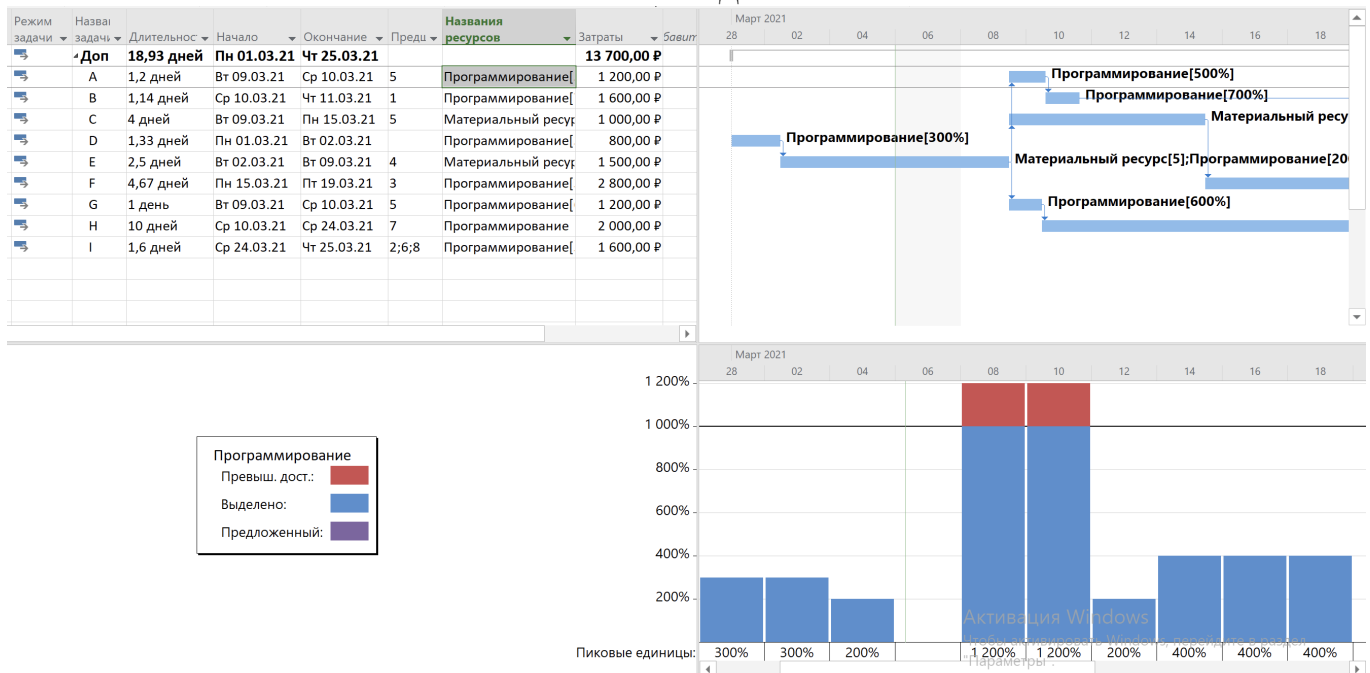 Режим задачи Назваı задачи Длительнос Начало Окончание Предш Названия ресурсов Затраты бавит
Доп 18,93 дней Пн 01.03.21 Чт 25.03.21 13 700,00 ₽
A 1,2 дней Вт 09.03.21 Ср 10.03.21 5 Программирование[ 1 200,00 ₽
B 1,14 дней Ср 10.03.21 Чт 11.03.21 1 Программирование[ 1 600,00 ₽
C 4 дней Вт 09.03.21 Пн 15.03.21 5 Материальный ресур 1 000,00 ₽
D 1,33 дней Пн 01.03.21 Вт 02.03.21 Программирование[ 800,00 ₽
E 2,5 дней Вт 02.03.21 Вт 09.03.21 4 Материальный ресур 1 500,00 ₽
F 4,67 дней Пн 15.03.21 Пт 19.03.21 3 Программирование[ 2 800,00 ₽
G 1 день Вт 09.03.21 Ср 10.03.21 5 Программирование[ 1 200,00 ₽
H 10 дней Ср 10.03.21 Ср 24.03.21 7 Программирование 2 000,00 ₽
I 1,6 дней Ср 24.03.21 Чт 25.03.21 2;6;8 Программирование[ 1 600,00 ₽
Март 2021
28 02 04 06 08 10 12 14 16 18
Программирование[500%]
Программирование[700%]
Материальный ресу
Программирование[300%]
Материальный ресурс[5];Программирование[20
Программирование[600%]
Программирование
Превыш. дост.:
Выделено:
Предложенный:
Март 2021
28 02 04 06 08 10 12 14 16 18
1 200%
1 000%
800%
600%
400%
200%
Активация Windows
Чтобы активировать Windows, перейдите в раздел
"Параметры".
Пиковые единицы: 300% 300% 200% 1 200% 1 200% 200% 400% 400% 400%